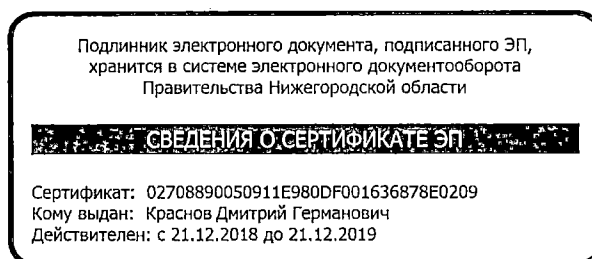 Подлинник электронного документа, подписанного ЭП,
хранится в системе электронного документооборота
Правительства Нижегородской области
СВЕДЕНИЯ О СЕРТИФИКАТЕ ЭП
Сертификат: 02708890050911E980DF001636878E0209
Кому выдан: Краснов Дмитрий Германович
Действителен: с 21.12.2018 до 21.12.2019